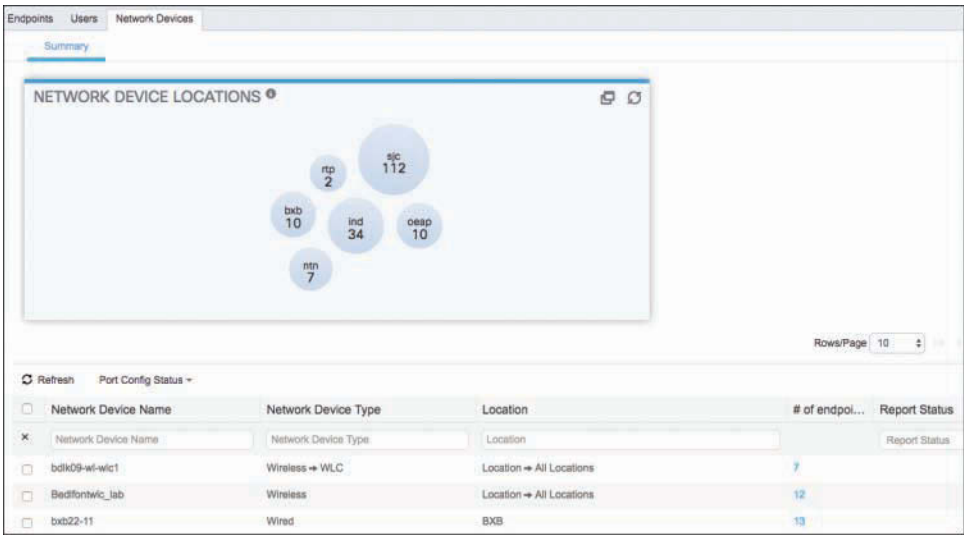 Endpoints Users Network Devices
Summary
NETWORK DEVICE LOCATIONS
sjc
112
rtp
2
bxb
10
ind
34
oeap
10
ntn
7
Rows/Page 10
Refresh Port Config Status
Network Device Name Network Device Type Location # of endpoi... Report Status
× Network Device Name Network Device Type Location Report Status
bdlk09-wl-wlc1 Wireless → WLC Location → All Locations 7
Bedlfontwlc_lab Wireless Location → All Locations 12
bxb22-11 Wired BXB 13